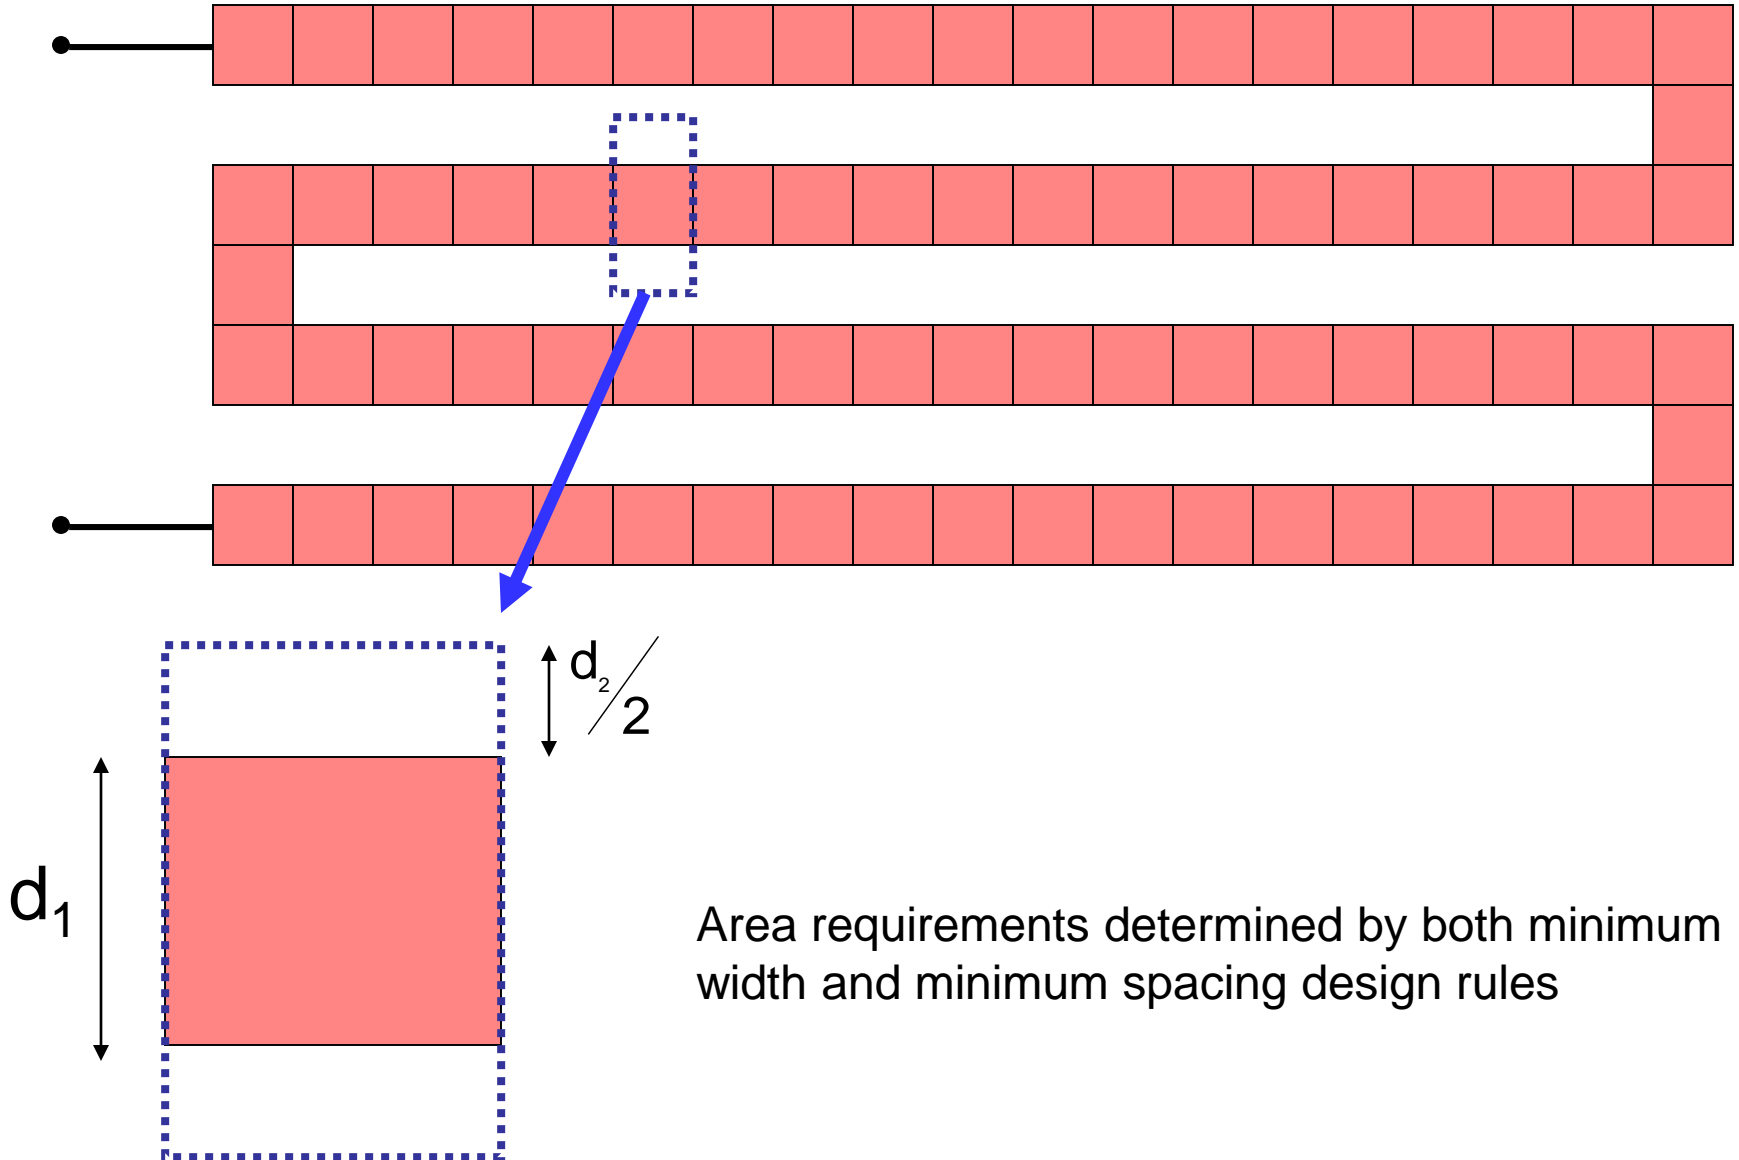 d₂/2
d₁
Area requirements determined by both minimum
width and minimum spacing design rules